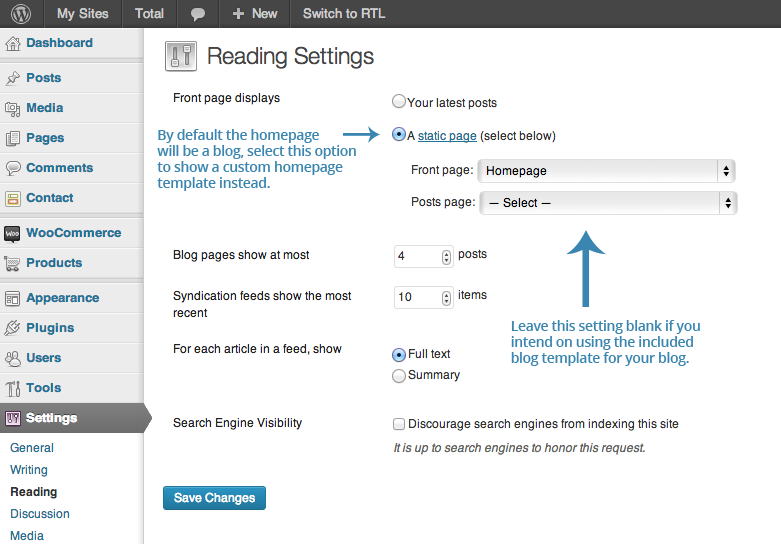 My Sites Total + New Switch to RTL
Dashboard
Posts
Media
Pages
Comments
Contact
WOO WooCommerce
Products
Appearance
Plugins
Users
Tools
Settings
General
Writing
Reading
Discussion
Media
Reading Settings
Front page displays
Your latest posts
By default the homepage
will be a blog, select this option
to show a custom homepage
template instead.
A static page (select below)
Front page: Homepage
Posts page: — Select —
Blog pages show at most 4 posts
Syndication feeds show the most
recent
10 items
Leave this setting blank if you
intend on using the included
blog template for your blog.
For each article in a feed, show
Full text
Summary
Search Engine Visibility
Discourage search engines from indexing this site
It is up to search engines to honor this request.
Save Changes